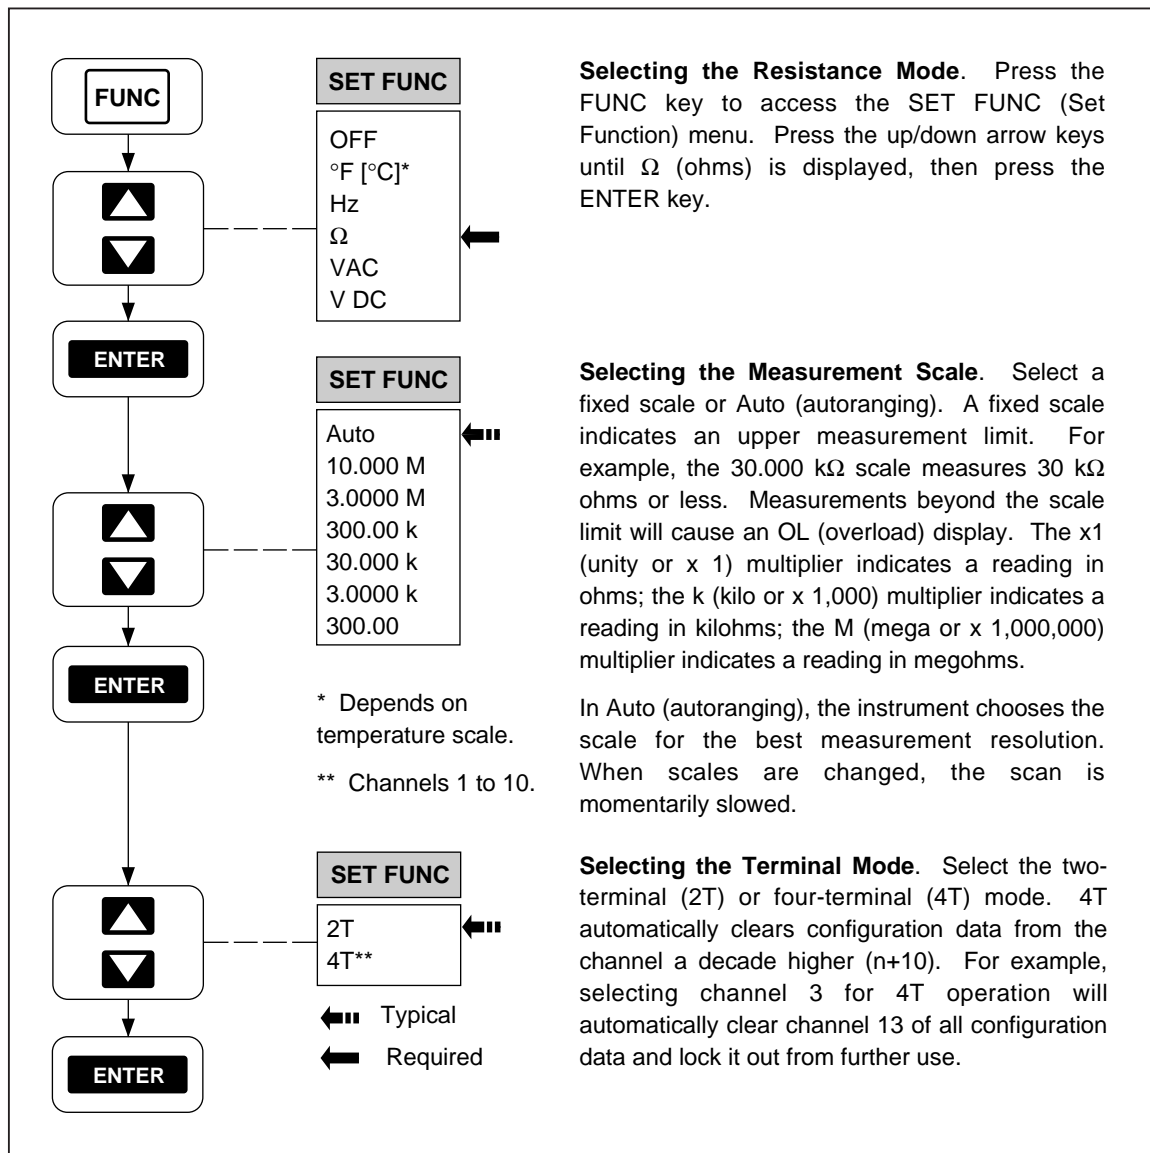 FUNC
SET FUNC
OFF
°F [°C]*
Hz
Ω
VAC
V DC
ENTER
Selecting the Resistance Mode. Press the
FUNC key to access the SET FUNC (Set
Function) menu. Press the up/down arrow keys
until Ω (ohms) is displayed, then press the
ENTER key.
SET FUNC
Auto
10.000 M
3.0000 M
300.00 k
30.000 k
3.0000 k
300.00
ENTER
* Depends on
temperature scale.
** Channels 1 to 10.
Selecting the Measurement Scale. Select a
fixed scale or Auto (autoranging). A fixed scale
indicates an upper measurement limit. For
example, the 30.000 kΩ scale measures 30 kΩ
ohms or less. Measurements beyond the scale
limit will cause an OL (overload) display. The x1
(unity or x 1) multiplier indicates a reading in
ohms; the k (kilo or x 1,000) multiplier indicates a
reading in kilohms; the M (mega or x 1,000,000)
multiplier indicates a reading in megohms.
In Auto (autoranging), the instrument chooses the
scale for the best measurement resolution.
When scales are changed, the scan is
momentarily slowed.
SET FUNC
2T
4T**
Typical
Required
ENTER
Selecting the Terminal Mode. Select the two-
terminal (2T) or four-terminal (4T) mode. 4T
automatically clears configuration data from the
channel a decade higher (n+10). For example,
selecting channel 3 for 4T operation will
automatically clear channel 13 of all configuration
data and lock it out from further use.